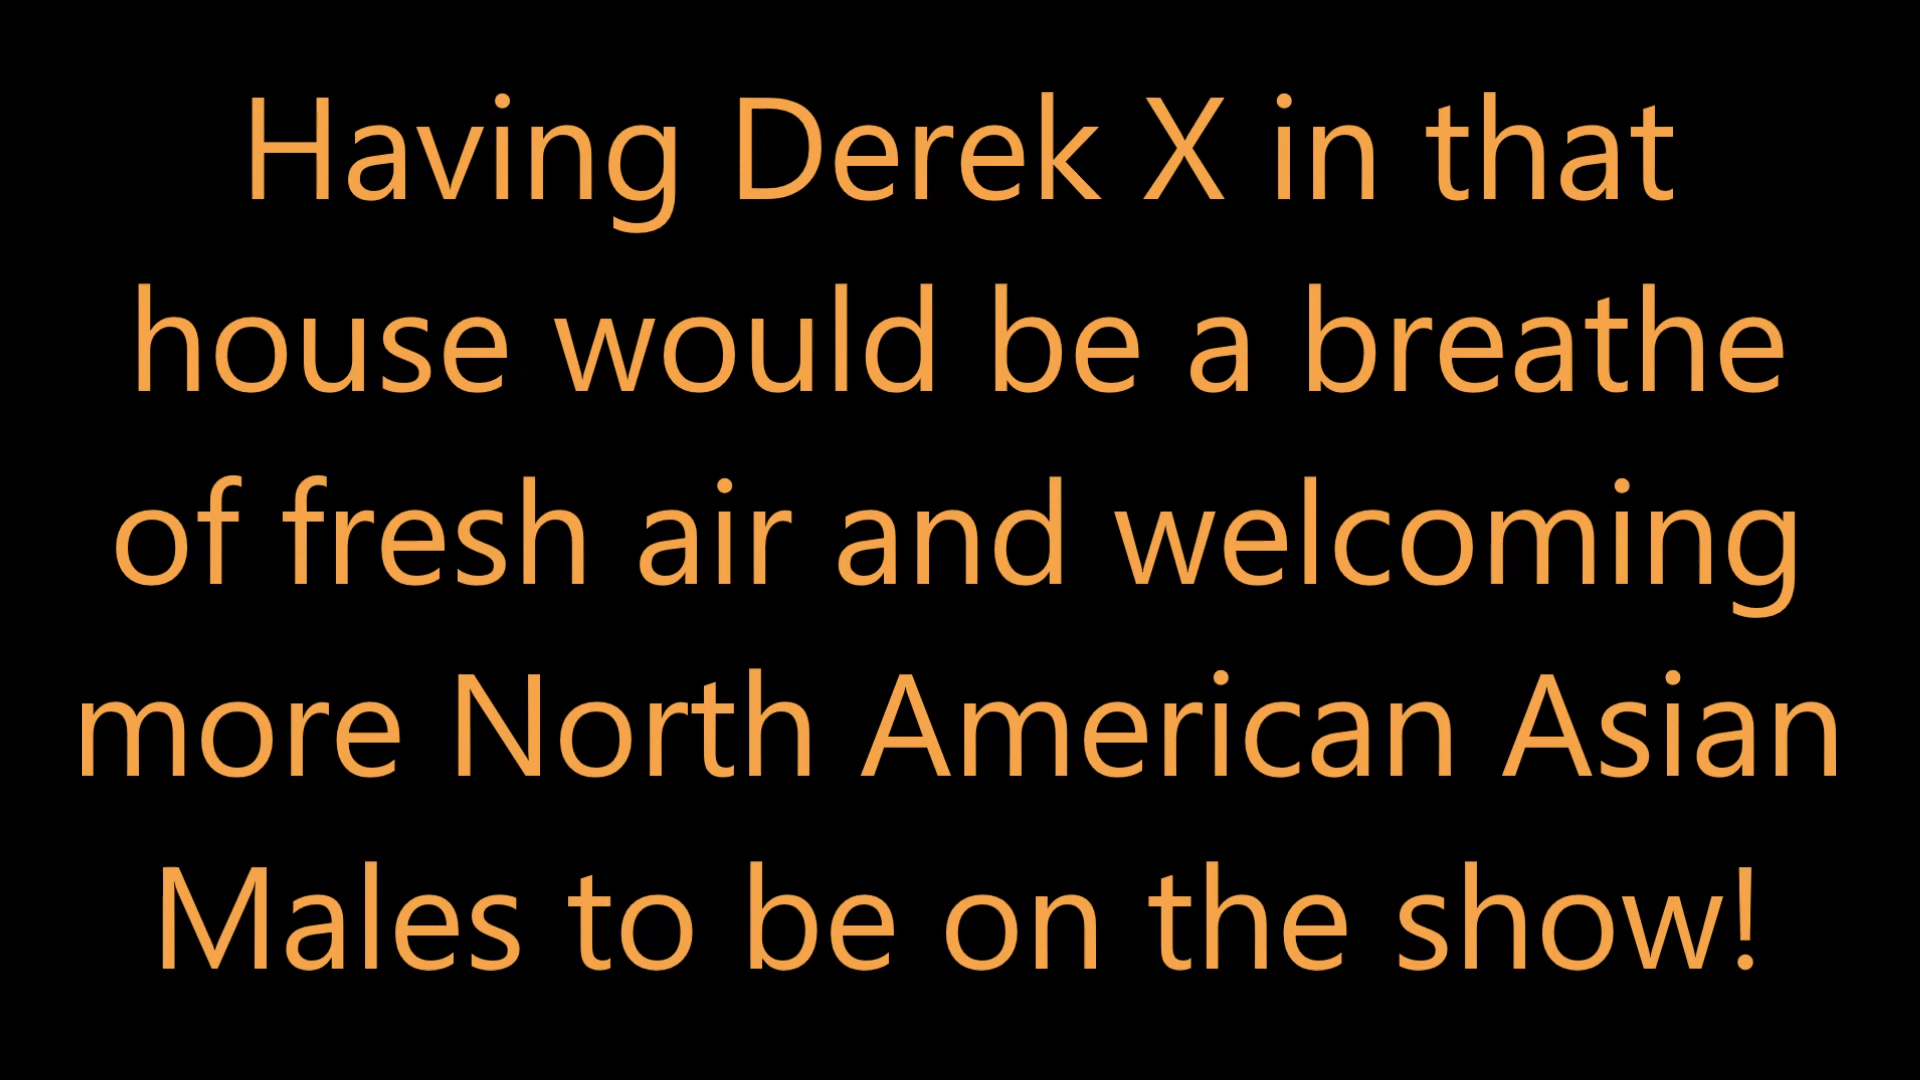 Having Derek X in that
house would be a breathe
of fresh air and welcoming
more North American Asian
Males to be on the show!